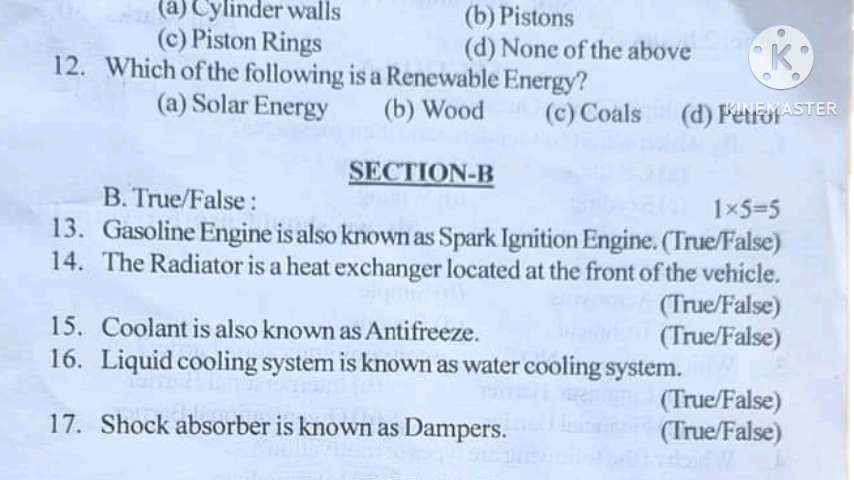 (a) Cylinder walls (b) Pistons
(c) Piston Rings (d) None of the above
12. Which of the following is a Renewable Energy?
(a) Solar Energy (b) Wood (c) Coals (d) Petrol
K
KINEMASTER
SECTION-B
B. True/False : 1×5=5
13. Gasoline Engine is also known as Spark Ignition Engine. (True/False)
14. The Radiator is a heat exchanger located at the front of the vehicle.
(True/False)
15. Coolant is also known as Antifreeze. (True/False)
16. Liquid cooling system is known as water cooling system.
(True/False)
17. Shock absorber is known as Dampers. (True/False)